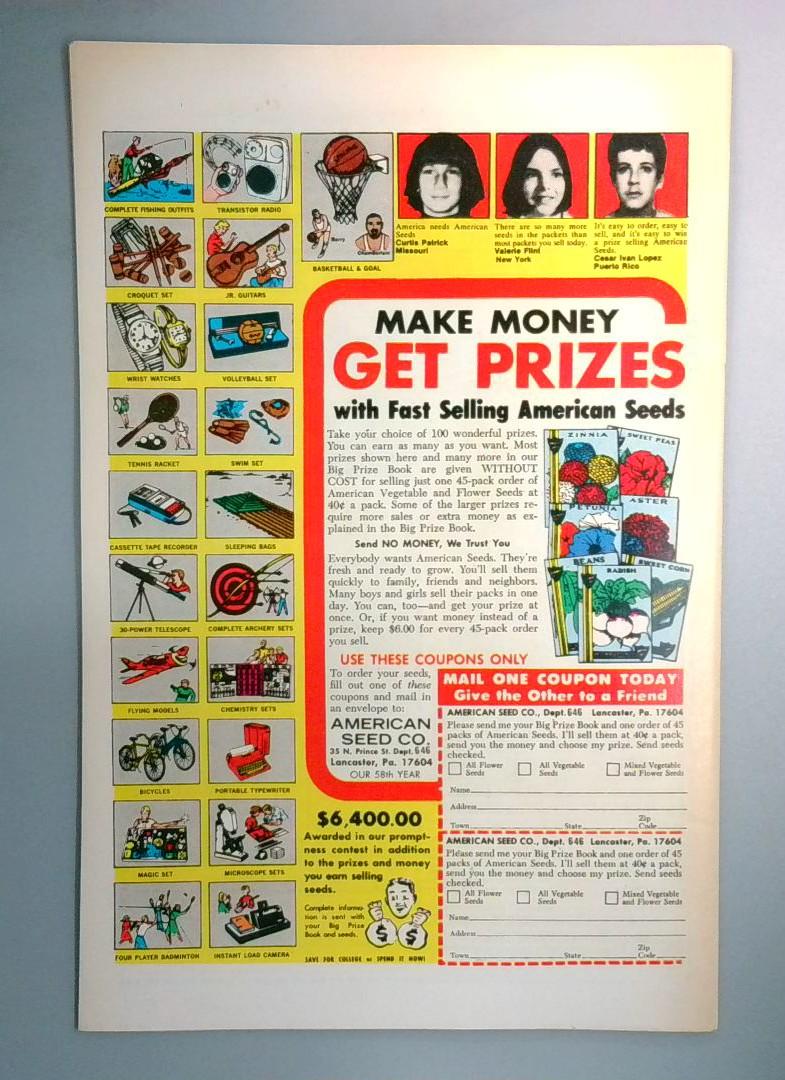 COMPLETE FISHING OUTFITS
TRANSISTOR RADIO
CROQUET SET
JR. GUITARS
WRIST WATCHES
VOLLEYBALL SET
TENNIS RACKET
SWIM SET
CASSETTE TAPE RECORDER
SLEEPING BAGS
30-POWER TELESCOPE
COMPLETE ARCHERY SETS
FLYING MODELS
CHEMISTRY SETS
BICYCLES
PORTABLE TYPEWRITER
MAGIC SET
MICROSCOPE SETS
FOUR PLAYER BADMINTON
INSTANT LOAD CAMERA
Barry
Chamberlain
BASKETBALL & GOAL
America needs American
Seeds
Curtis Patrick
Missouri
There are so many more
seeds in the packets than
most packets you sell today.
Valerie Flint
New York
It's easy to order, easy to
sell, and it's easy to win
a prize selling American
Seeds.
Cesar Ivan Lopez
Puerto Rico
MAKE MONEY
GET PRIZES
with Fast Selling American Seeds
Take your choice of 100 wonderful prizes.
You can earn as many as you want. Most
prizes shown here and many more in our
Big Prize Book are given WITHOUT
COST for selling just one 45-pack order of
American Vegetable and Flower Seeds at
40¢ a pack. Some of the larger prizes re-
quire more sales or extra money as ex-
plained in the Big Prize Book.
Send NO MONEY, We Trust You
Everybody wants American Seeds. They're
fresh and ready to grow. You'll sell them
quickly to family, friends and neighbors.
Many boys and girls sell their packs in one
day. You can, too—and get your prize at
once. Or, if you want money instead of a
prize, keep $6.00 for every 45-pack order
you sell.
ZINNIA
SWEET PEAS
PETUNIA
ASTER
BEANS
RADISH
SWEET CORN
USE THESE COUPONS ONLY
To order your seeds,
fill out one of these
coupons and mail in
an envelope to:
AMERICAN
SEED CO.
35 N. Prince St. Dept. 646
Lancaster, Pa. 17604
OUR 58th YEAR
$6,400.00
Awarded in our prompt-
ness contest in addition
to the prizes and money
you earn selling
seeds.
Complete informa-
tion is sent with
your Big Prize
Book and seeds.
$ $
SAVE FOR COLLEGE or SPEND IT NOW!
MAIL ONE COUPON TODAY
Give the Other to a Friend
AMERICAN SEED CO., Dept. 646 Lancaster, Pa. 17604
Please send me your Big Prize Book and one order of 45
packs of American Seeds. I'll sell them at 40¢ a pack,
send you the money and choose my prize. Send seeds
checked.
All Flower Seeds
All Vegetable Seeds
Mixed Vegetable and Flower Seeds
Name
Address
Town State Zip Code
AMERICAN SEED CO., Dept. 646 Lancaster, Pa. 17604
Please send me your Big Prize Book and one order of 45
packs of American Seeds. I'll sell them at 40¢ a pack,
send you the money and choose my prize. Send seeds
checked.
All Flower Seeds
All Vegetable Seeds
Mixed Vegetable and Flower Seeds
Name
Address
Town State Zip Code